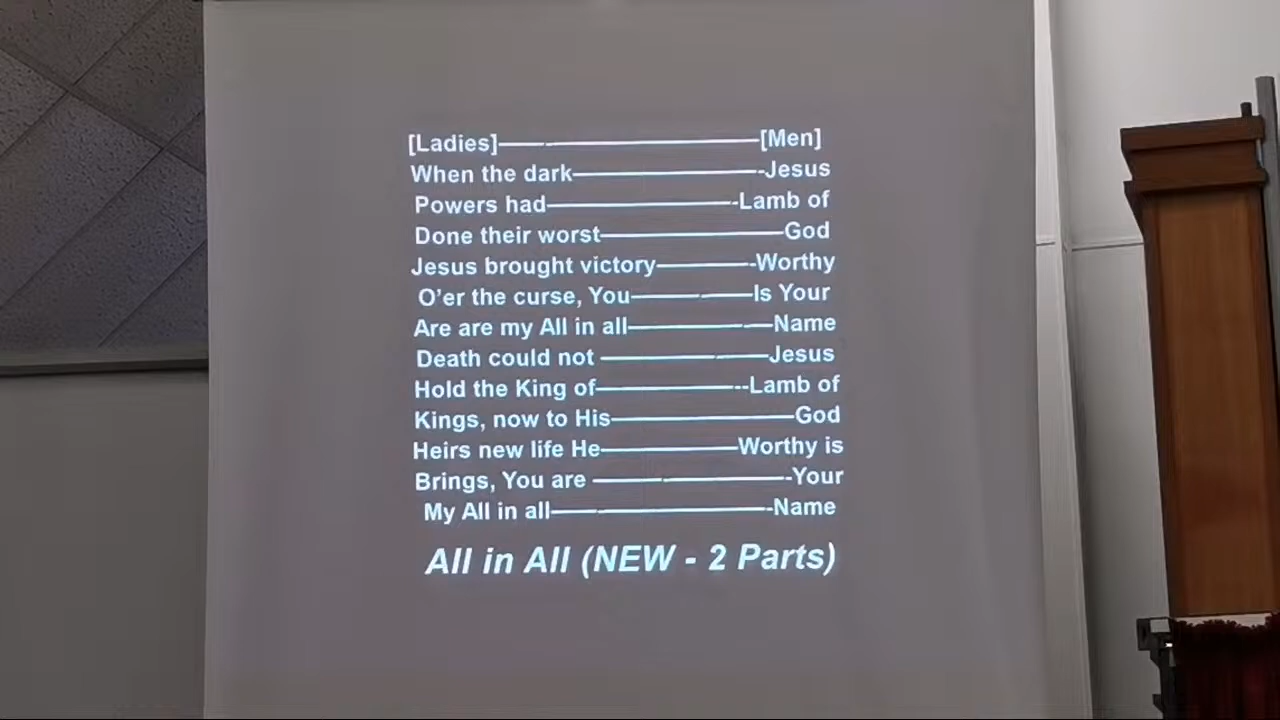 [Ladies]———————[Men]
When the dark———————-Jesus
Powers had———————-Lamb of
Done their worst———————God
Jesus brought victory————-Worthy
O’er the curse, You—————Is Your
Are are my All in all——————Name
Death could not ——————Jesus
Hold the King of—————--Lamb of
Kings, now to His———————God
Heirs new life He—————Worthy is
Brings, You are ———————-Your
My All in all————————-Name
All in All (NEW - 2 Parts)